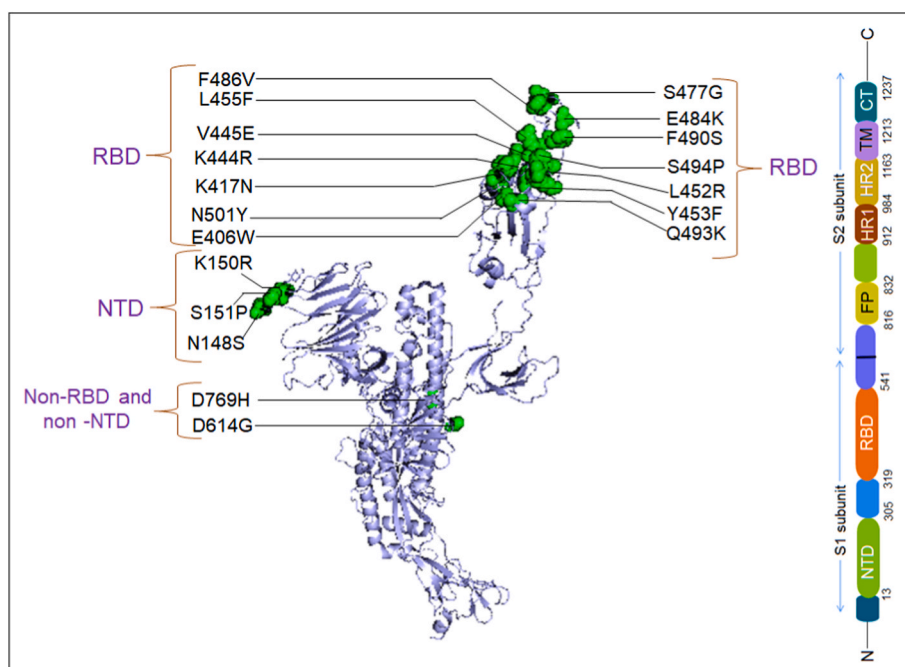 F486V
L455F
V445E
K444R
K417N
N501Y
E406W
RBD
K150R
S151P
N148S
NTD
Non-RBD and
non -NTD
D769H
D614G
S477G
E484K
F490S
S494P
L452R
Y453F
Q493K
RBD
C
CT
1237
TM
1213
HR2
1163
HR1
984
912
FP
832
816
S2 subunit
541
RBD
319
305
S1 subunit
NTD
13
N